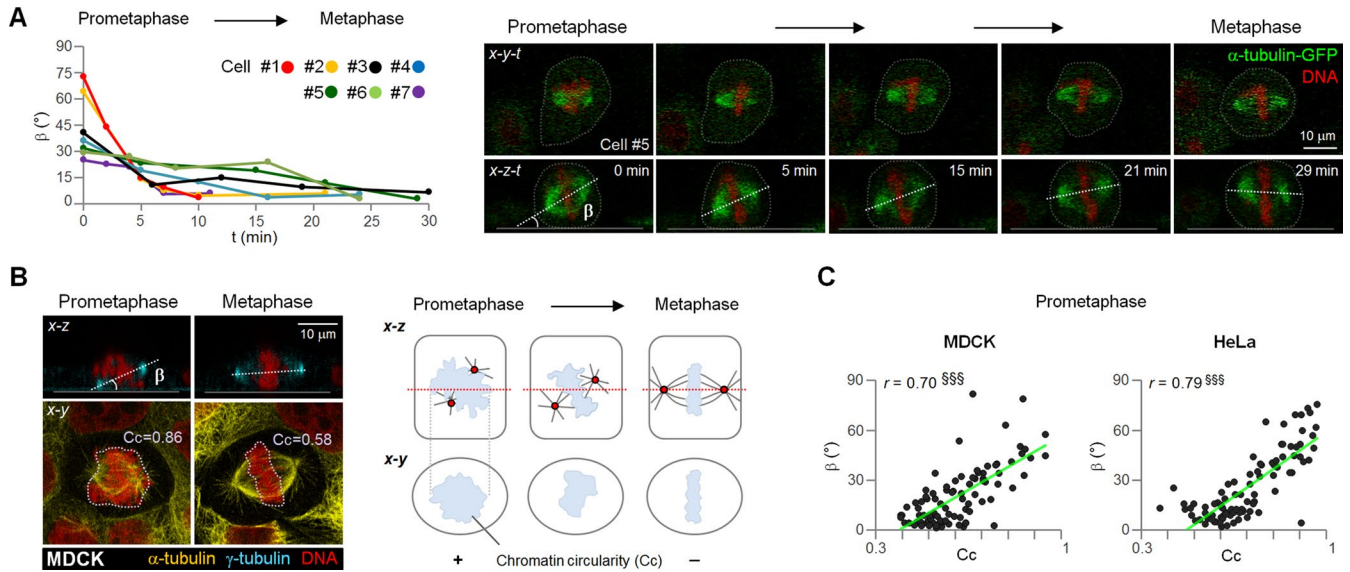 A
Prometaphase
Metaphase
90
75
60
45
30
15
0
β (°)
0 5 10 15 20 25 30
t (min)
Cell #1 #2 #3 #4
#5 #6 #7
Prometaphase
Metaphase
x-y-t
α-tubulin-GFP
DNA
Cell #5
10 μm
x-z-t
0 min
5 min
15 min
21 min
29 min
β
B
Prometaphase Metaphase
x-z
10 μm
β
x-y
Cc=0.86
Cc=0.58
MDCK α-tubulin γ-tubulin DNA
Prometaphase
Metaphase
x-z
x-y
+
Chromatin circularity (Cc)
–
C
Prometaphase
MDCK
r = 0.70 §§§
90
60
30
0
β (°)
0.3
Cc
1
HeLa
r = 0.79 §§§
90
60
30
0
β (°)
0.3
Cc
1